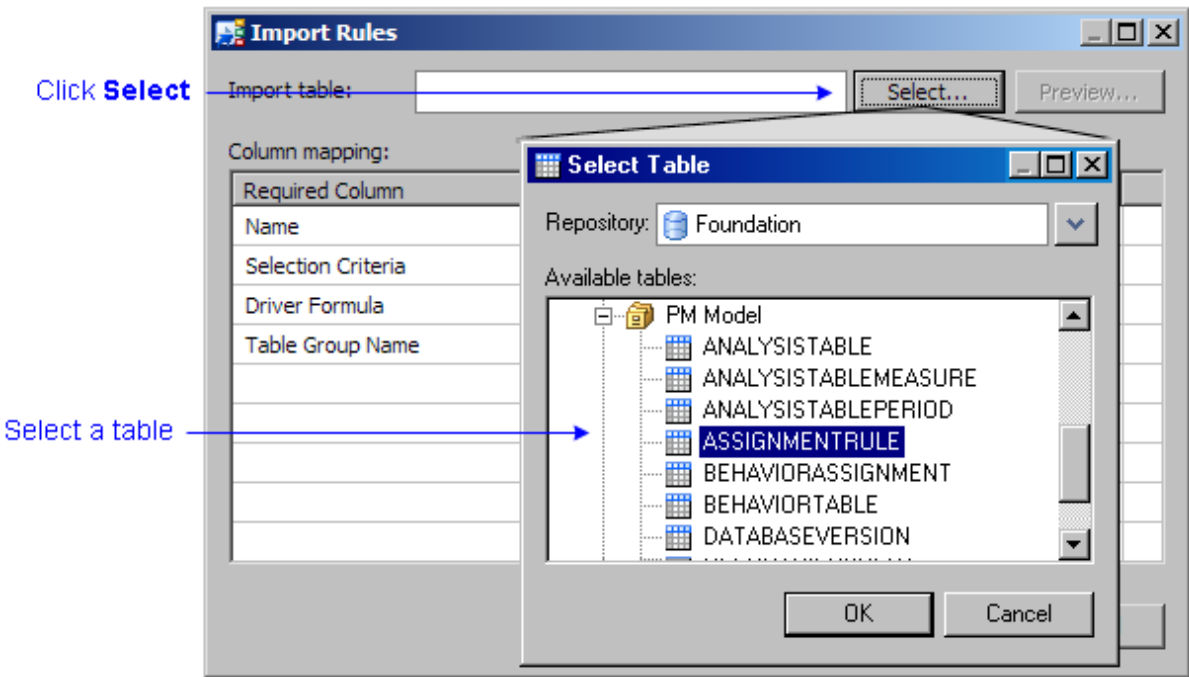 Import Rules
Click Select
Import table:
Select...
Preview...
Column mapping:
Required Column
Name
Selection Criteria
Driver Formula
Table Group Name
Select Table
Repository: Foundation
Available tables:
PM Model
ANALYSISTABLE
ANALYSISTABLEMEASURE
ANALYSISTABLEPERIOD
ASSIGNMENTRULE
BEHAVIORASSIGNMENT
BEHAVIORTABLE
DATABASEVERSION
Select a table
OK
Cancel